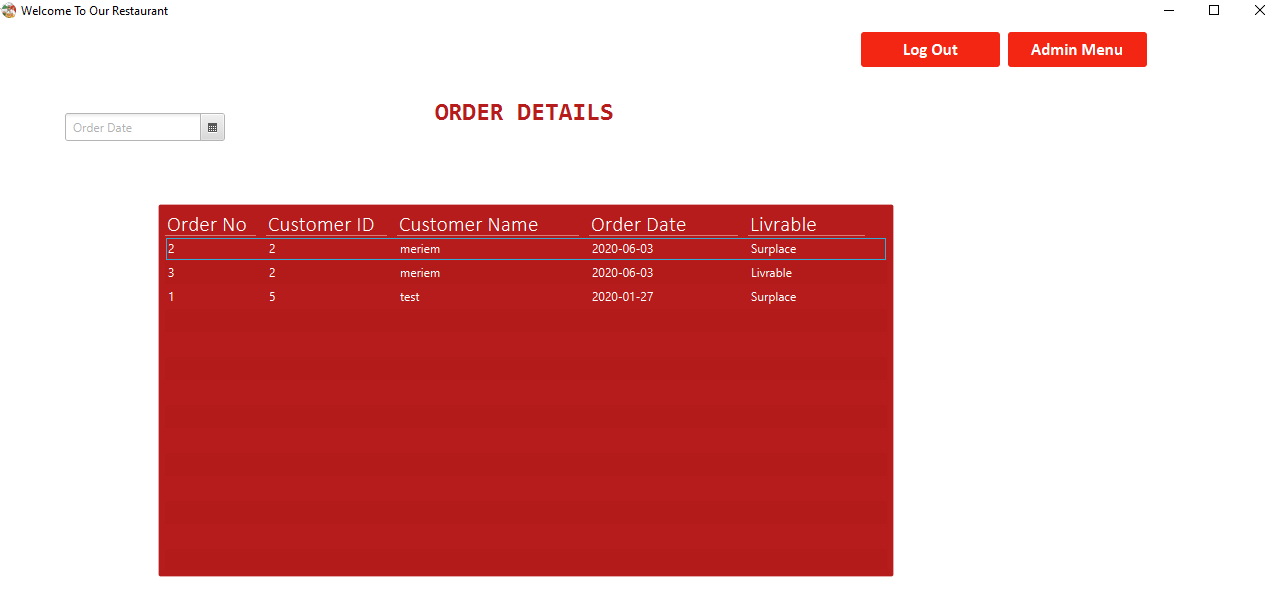 Welcome To Our Restaurant
Log Out Admin Menu
ORDER DETAILS
Order Date
Order No Customer ID Customer Name Order Date Livrable
2 2 meriem 2020-06-03 Surplace
3 2 meriem 2020-06-03 Livrable
1 5 test 2020-01-27 Surplace